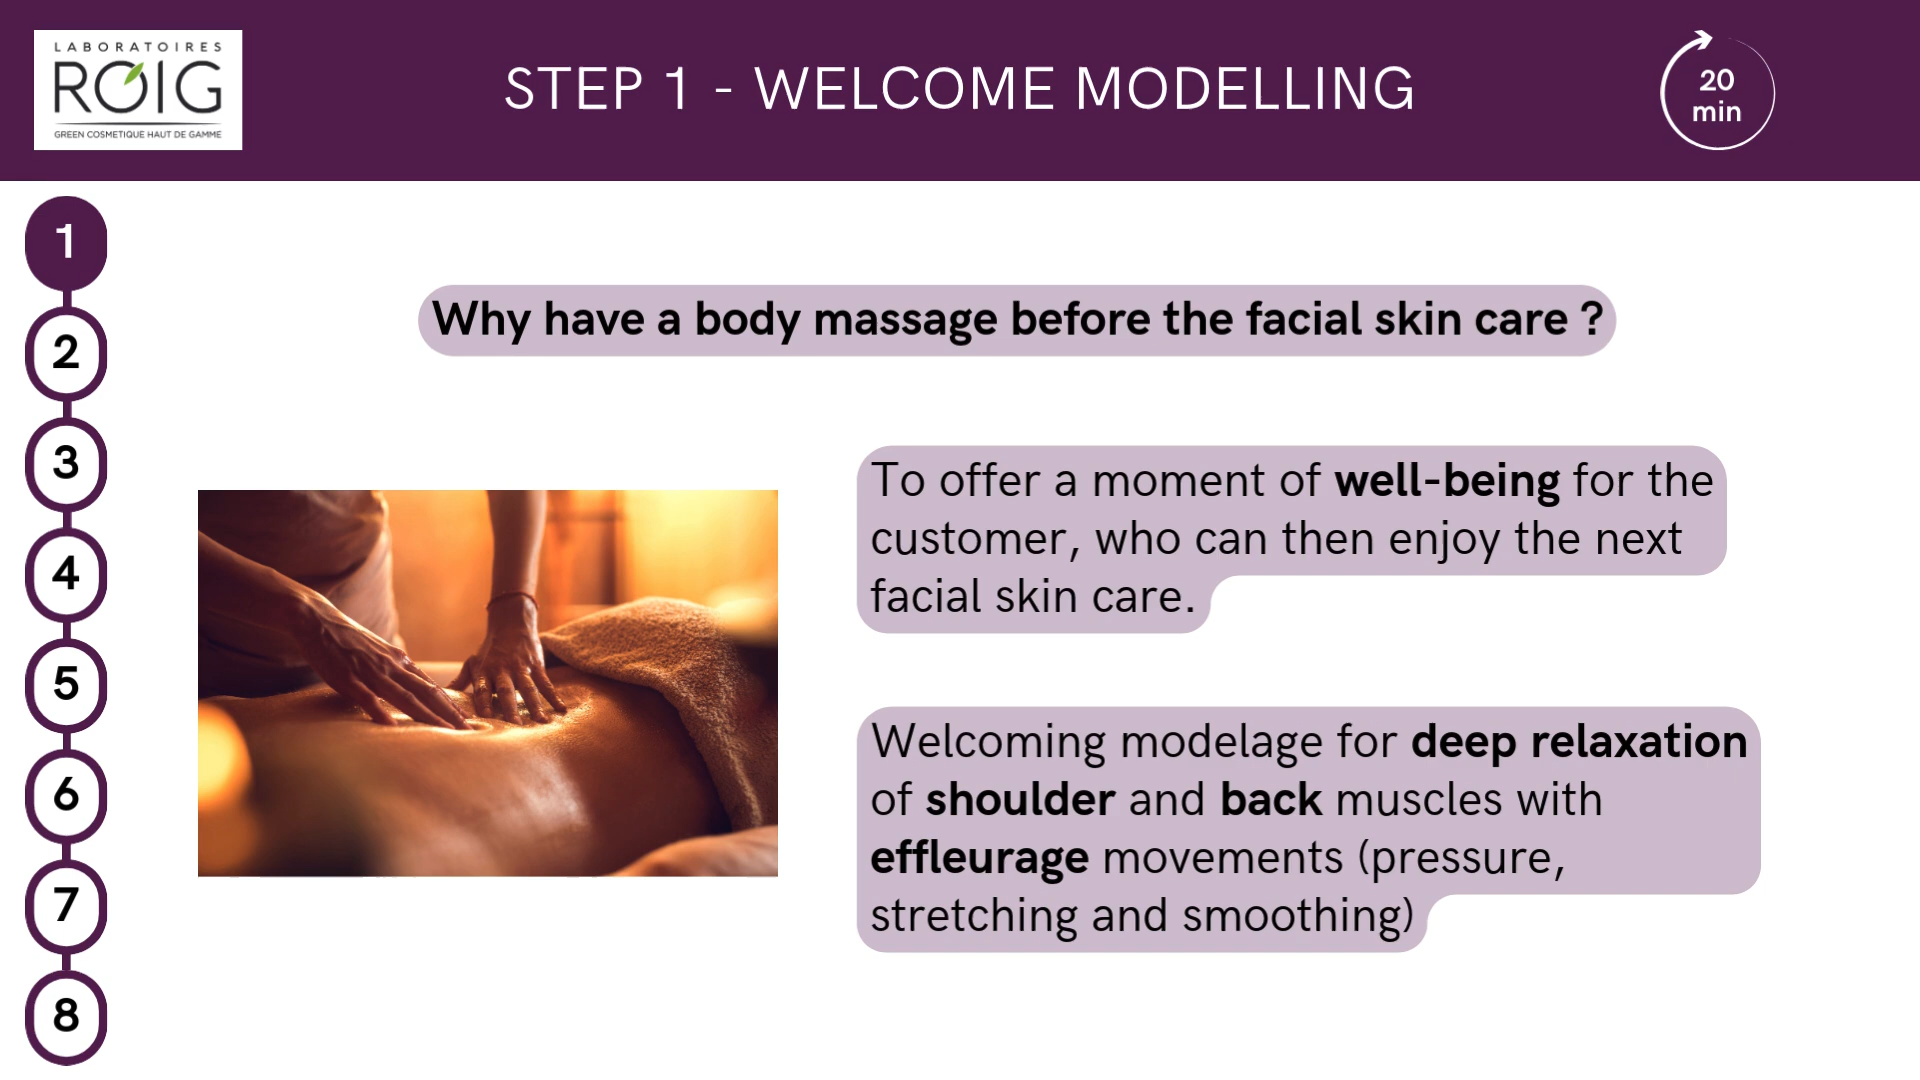 LABORATOIRES
ROIG
GREEN COSMETIQUE HAUT DE GAMME
STEP 1 - WELCOME MODELLING
20
min
1
2
3
4
5
6
7
8
Why have a body massage before the facial skin care ?
To offer a moment of well-being for the
customer, who can then enjoy the next
facial skin care.
Welcoming modelage for deep relaxation
of shoulder and back muscles with
effleurage movements (pressure,
stretching and smoothing)